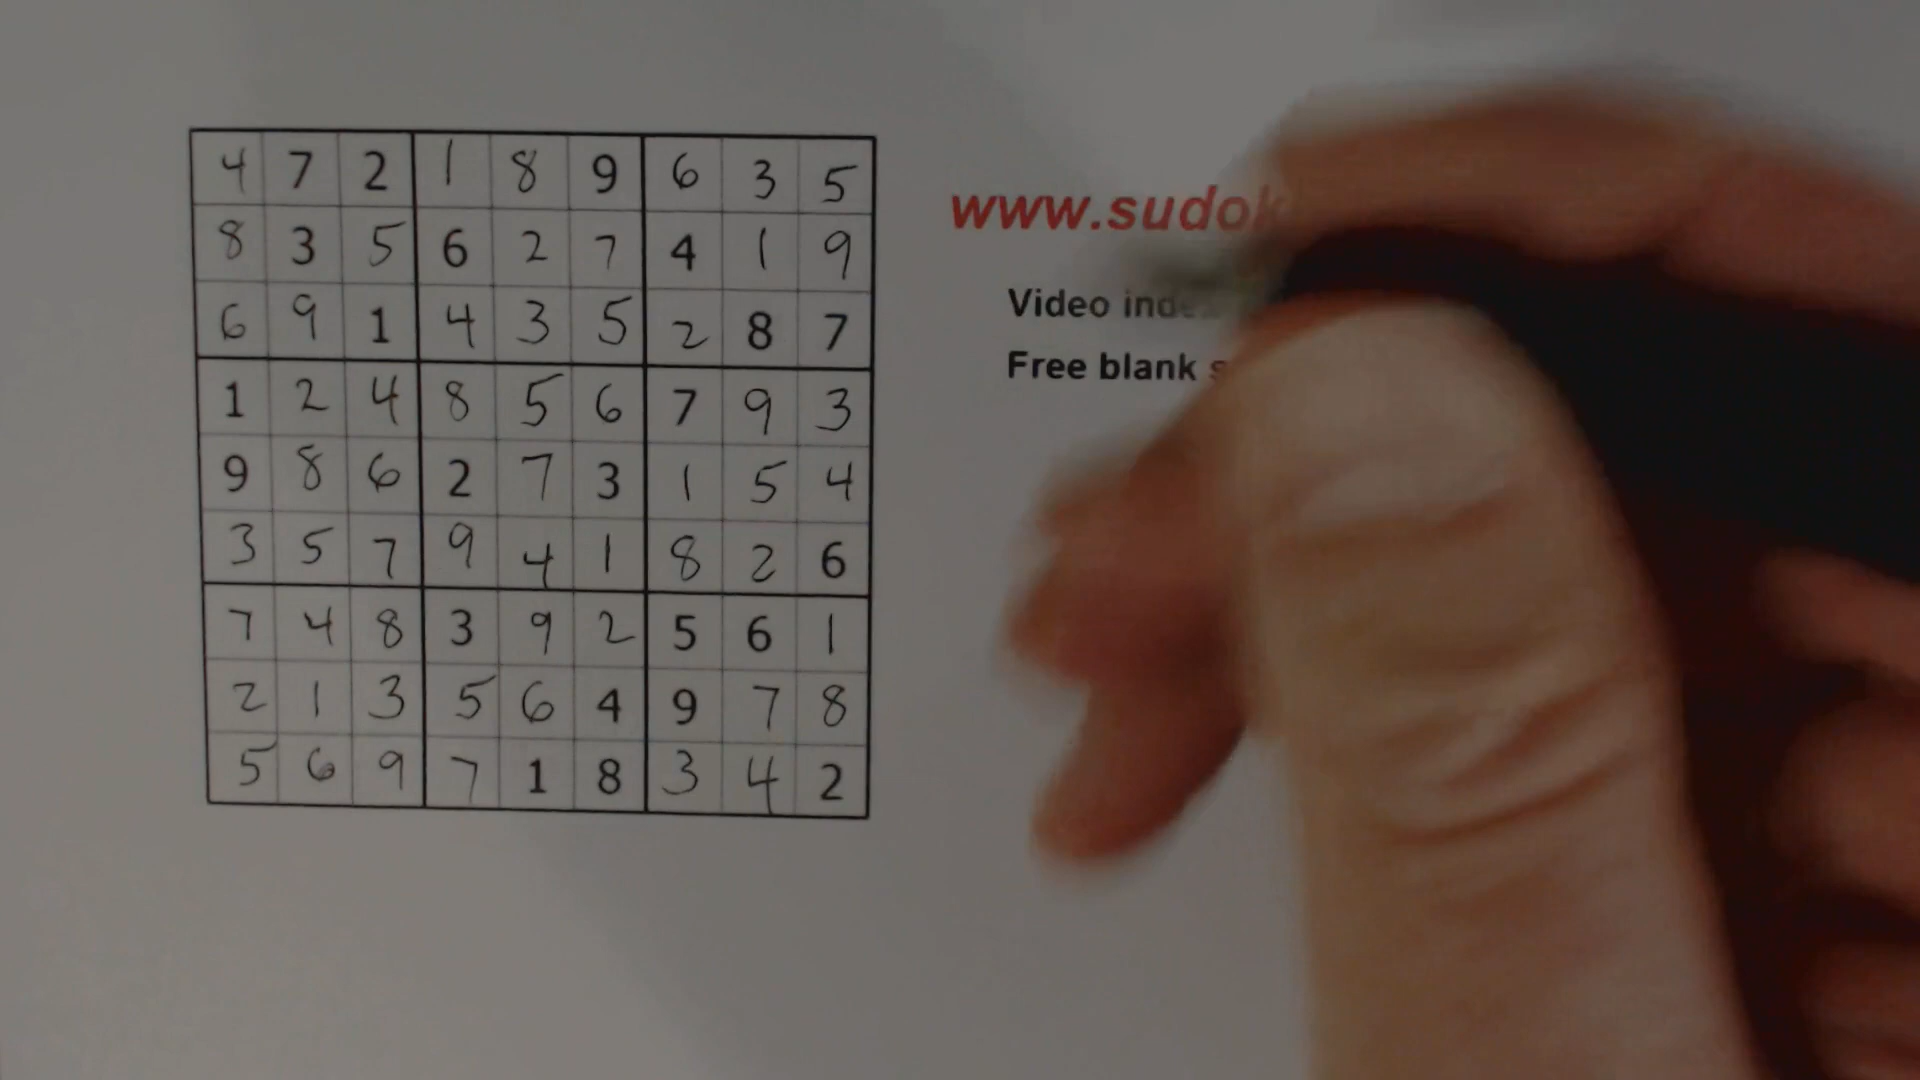 4 7 2 1 8 9 6 3 5
8 3 5 6 2 7 4 1 9
6 9 1 4 3 5 2 8 7
1 2 4 8 5 6 7 9 3
9 8 6 2 7 3 1 5 4
3 5 7 9 4 1 8 2 6
7 4 8 3 9 2 5 6 1
2 1 3 5 6 4 9 7 8
5 6 9 7 1 8 3 4 2
www.sudok
Video inde
Free blank